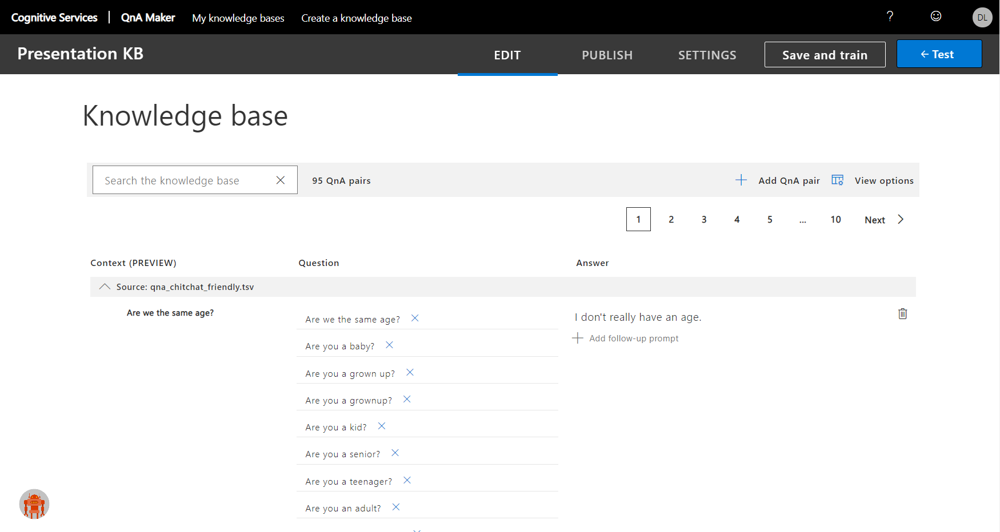 Cognitive Services | QnA Maker My knowledge bases Create a knowledge base ? DL
Presentation KB EDIT PUBLISH SETTINGS Save and train ← Test
Knowledge base
Search the knowledge base 95 QnA pairs Add QnA pair View options
1 2 3 4 5 ... 10 Next
Context (PREVIEW) Question Answer
Source: qna_chitchat_friendly.tsv
Are we the same age? Are we the same age? I don't really have an age.
Add follow-up prompt
Are you a baby?
Are you a grown up?
Are you a grownup?
Are you a kid?
Are you a senior?
Are you a teenager?
Are you an adult?